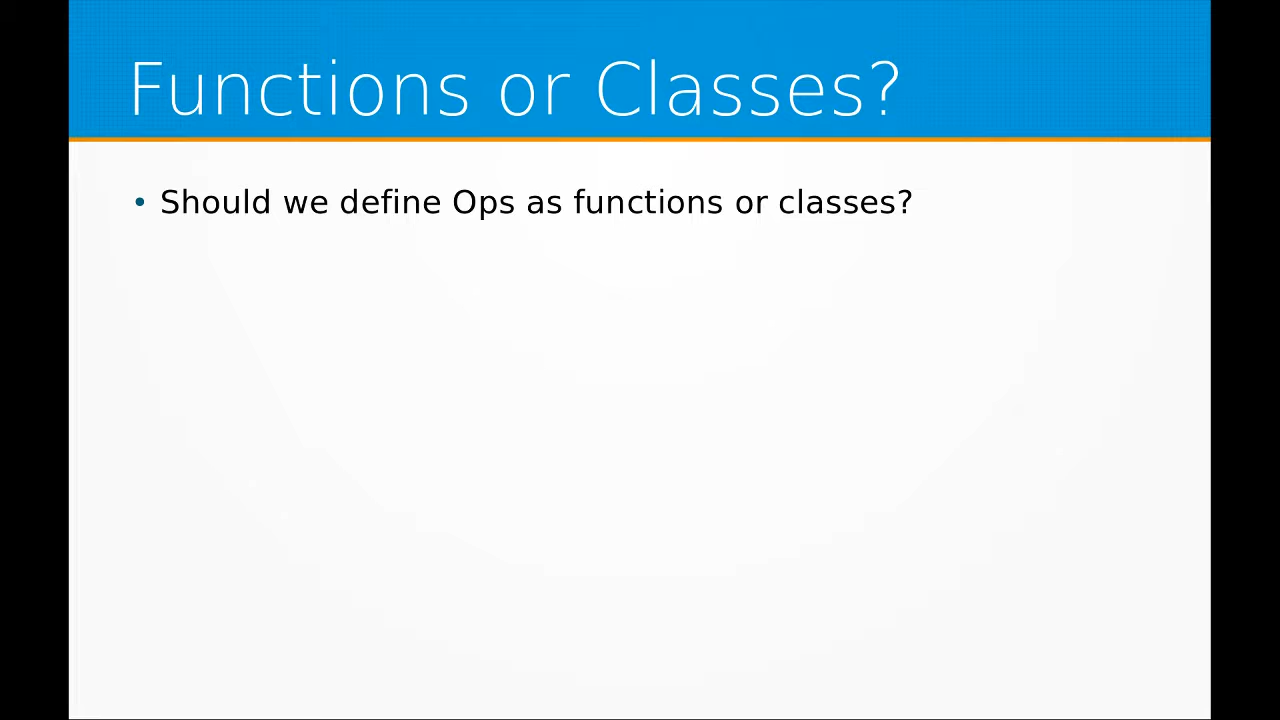 Functions or Classes?
• Should we define Ops as functions or classes?